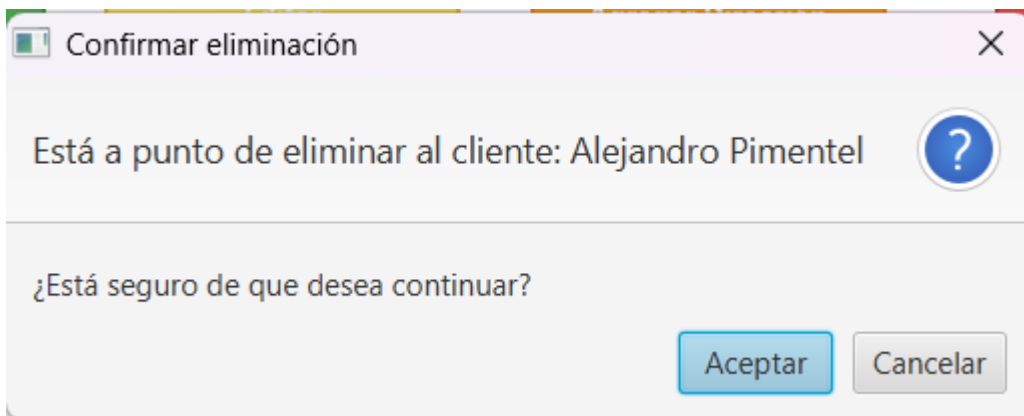 Confirmar eliminación
Está a punto de eliminar al cliente: Alejandro Pimentel
?
¿Está seguro de que desea continuar?
Aceptar Cancelar